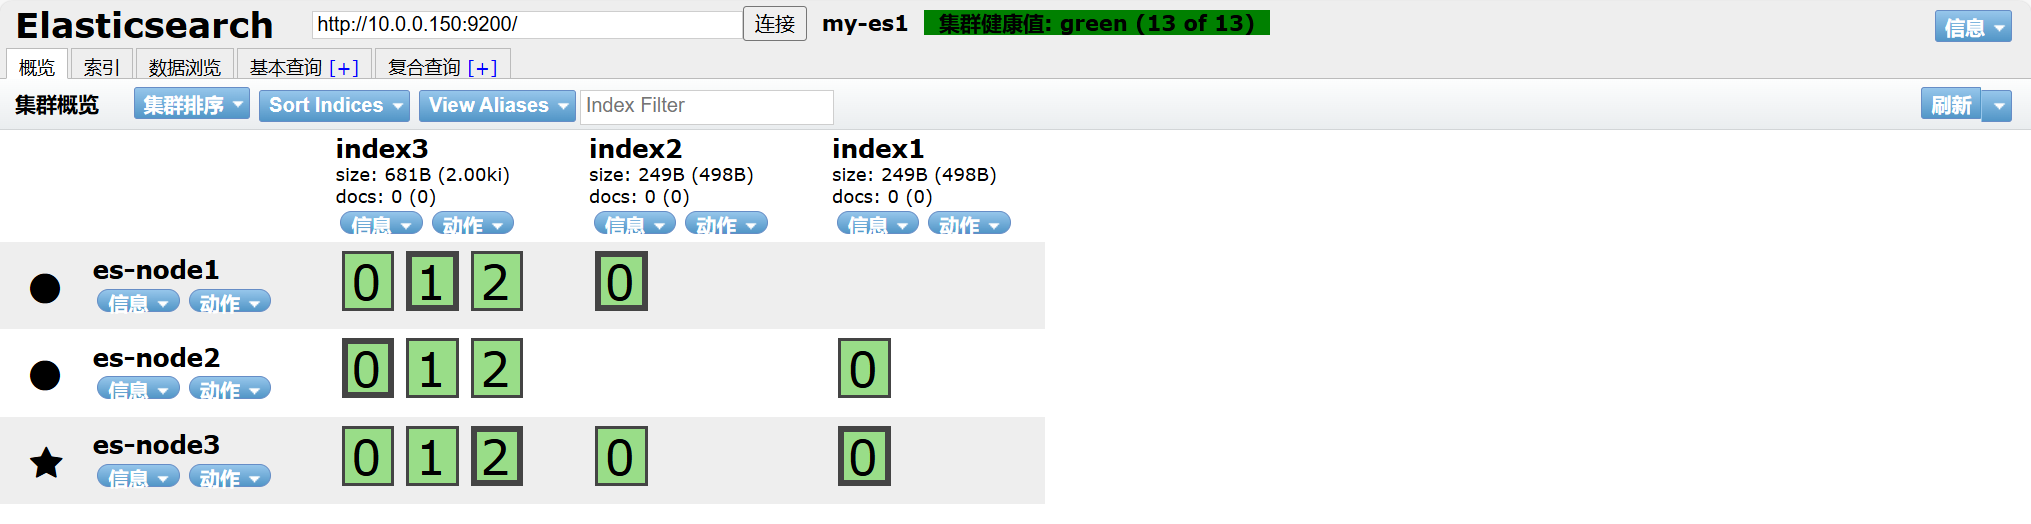 Elasticsearch http://10.0.0.150:9200/ 连接 my-es1 集群健康值: green (13 of 13) 信息
概览 索引 数据浏览 基本查询 [+] 复合查询 [+]
集群概览 集群排序 Sort Indices View Aliases Index Filter 刷新
index3 index2 index1
size: 681B (2.00ki) size: 249B (498B) size: 249B (498B)
docs: 0 (0) docs: 0 (0) docs: 0 (0)
信息 动作 信息 动作 信息 动作
es-node1 0 1 2 0
信息 动作
es-node2 0 1 2 0
信息 动作
es-node3 0 1 2 0 0
信息 动作